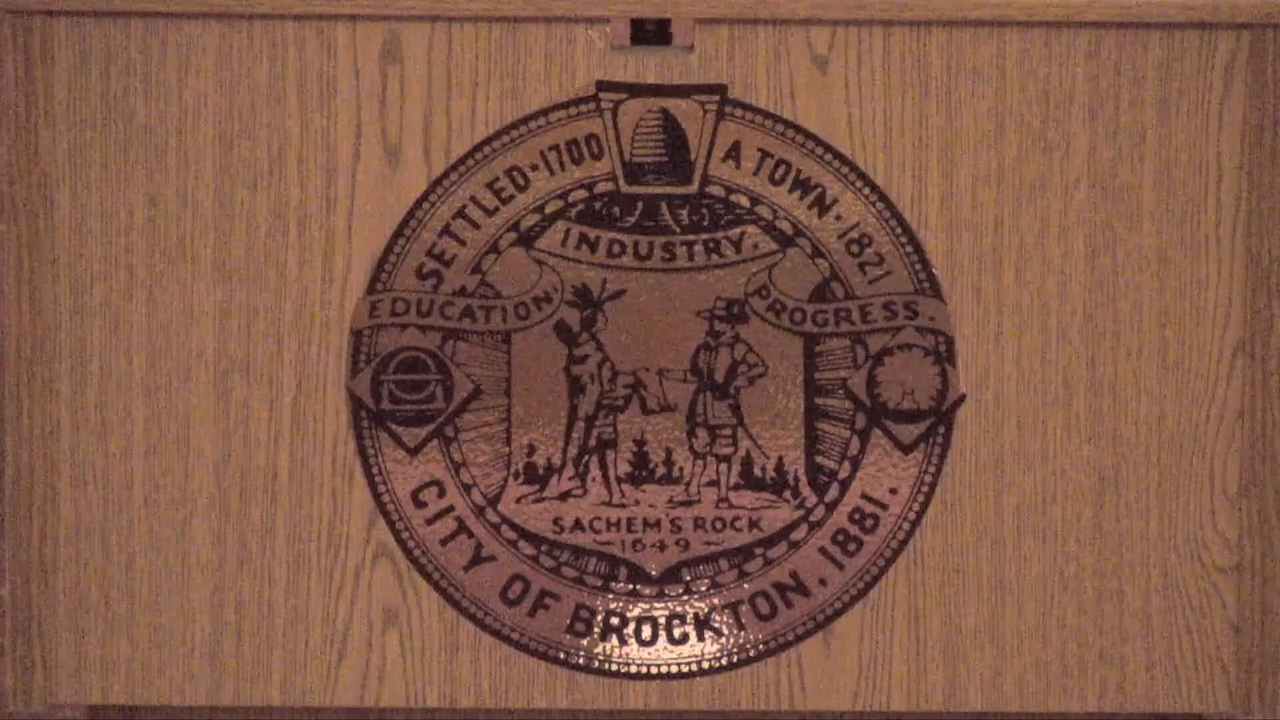 SETTLED-1700
A TOWN-1821
INDUSTRY.
EDUCATION.
PROGRESS.
SACHEM'S ROCK
-1649-
CITY OF BROCKTON, 1881.